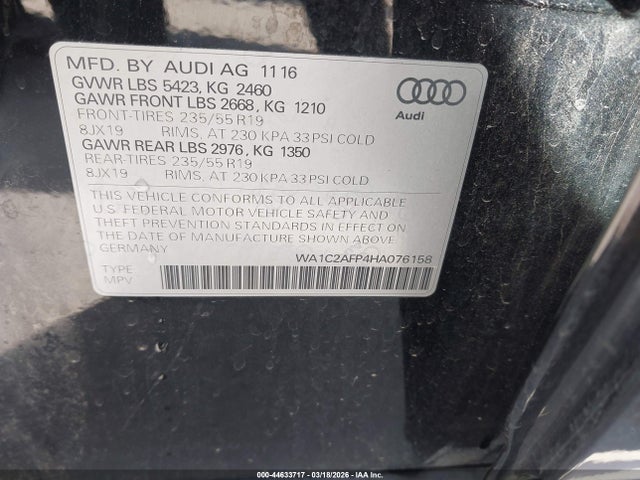 MFD. BY AUDI AG 1116
GVWR LBS 5423, KG 2460
GAWR FRONT LBS 2668, KG 1210
FRONT-TIRES 235/55 R19
8JX19 RIMS, AT 230 KPA 33 PSI COLD
GAWR REAR LBS 2976, KG 1350
REAR-TIRES 235/55 R19
8JX19 RIMS, AT 230 KPA 33 PSI COLD
Audi
THIS VEHICLE CONFORMS TO ALL APPLICABLE
U.S. FEDERAL MOTOR VEHICLE SAFETY AND
THEFT PREVENTION STANDARDS IN EFFECT ON THE
DATE OF MANUFACTURE SHOWN ABOVE.
GERMANY WA1C2AFP4HA076158
TYPE
MPV
000-44633717 - 03/18/2026 - IAA Inc.